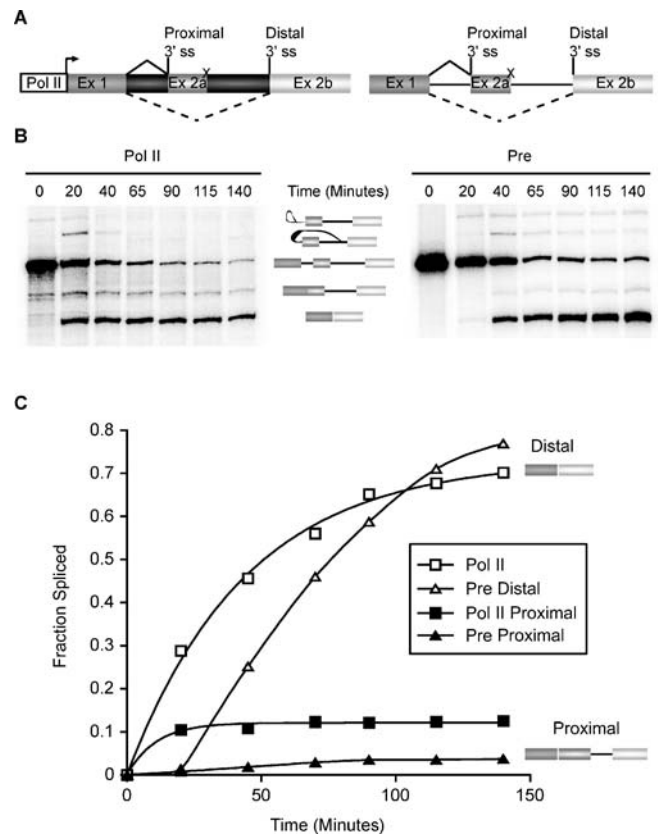 A
Proximal
3' ss
Distal
3' ss
Pol II
Ex 1
Ex 2a
X
Ex 2b
Proximal
3' ss
Distal
3' ss
Ex 1
Ex 2a
X
Ex 2b
B
Pol II
0 20 40 65 90 115 140
Time (Minutes)
Pre
0 20 40 65 90 115 140
C
0.8
0.7
0.6
0.5
0.4
0.3
0.2
0.1
0
Fraction Spliced
Distal
Pol II
Pre Distal
Pol II Proximal
Pre Proximal
Proximal
0 50 100 150
Time (Minutes)